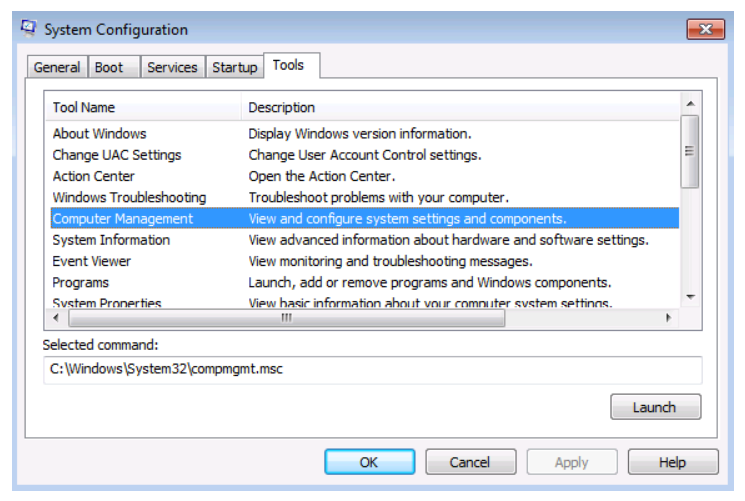 System Configuration
General Boot Services Startup Tools
Tool Name Description
About Windows Display Windows version information.
Change UAC Settings Change User Account Control settings.
Action Center Open the Action Center.
Windows Troubleshooting Troubleshoot problems with your computer.
Computer Management View and configure system settings and components.
System Information View advanced information about hardware and software settings.
Event Viewer View monitoring and troubleshooting messages.
Programs Launch, add or remove programs and Windows components.
System Properties View basic information about your computer system settings.
Selected command:
C:\Windows\System32\compmgmt.msc
Launch
OK Cancel Apply Help